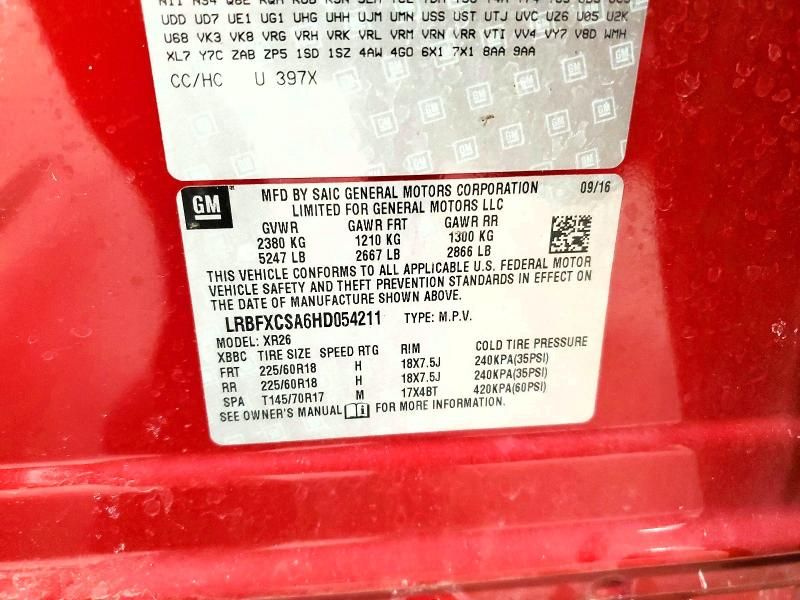 UDD UD7 UE1 UG1 UHG UHH UJM UMN USS UST UTJ UVC UZ6 U05 U2K
U68 VK3 VK8 VRG VRH VRK VRL VRM VRN VRR VTI VV4 VY7 V8D WMH
XL7 Y7C ZAB ZP5 1SD 1SZ 4AW 4G0 6X1 7X1 8AA 9AA
CC/HC U 397X
GM
MFD BY SAIC GENERAL MOTORS CORPORATION 09/16
LIMITED FOR GENERAL MOTORS LLC
GVWR GAWR FRT GAWR RR
2380 KG 1210 KG 1300 KG
5247 LB 2667 LB 2866 LB
THIS VEHICLE CONFORMS TO ALL APPLICABLE U.S. FEDERAL MOTOR
VEHICLE SAFETY AND THEFT PREVENTION STANDARDS IN EFFECT ON
THE DATE OF MANUFACTURE SHOWN ABOVE.
LRBFXCSA6HD054211 TYPE: M.P.V.
MODEL: XR26
XBBC TIRE SIZE SPEED RTG RIM COLD TIRE PRESSURE
FRT 225/60R18 H 18X7.5J 240KPA(35PSI)
RR 225/60R18 H 18X7.5J 240KPA(35PSI)
SPA T145/70R17 M 17X4BT 420KPA(60PSI)
SEE OWNER'S MANUAL FOR MORE INFORMATION.